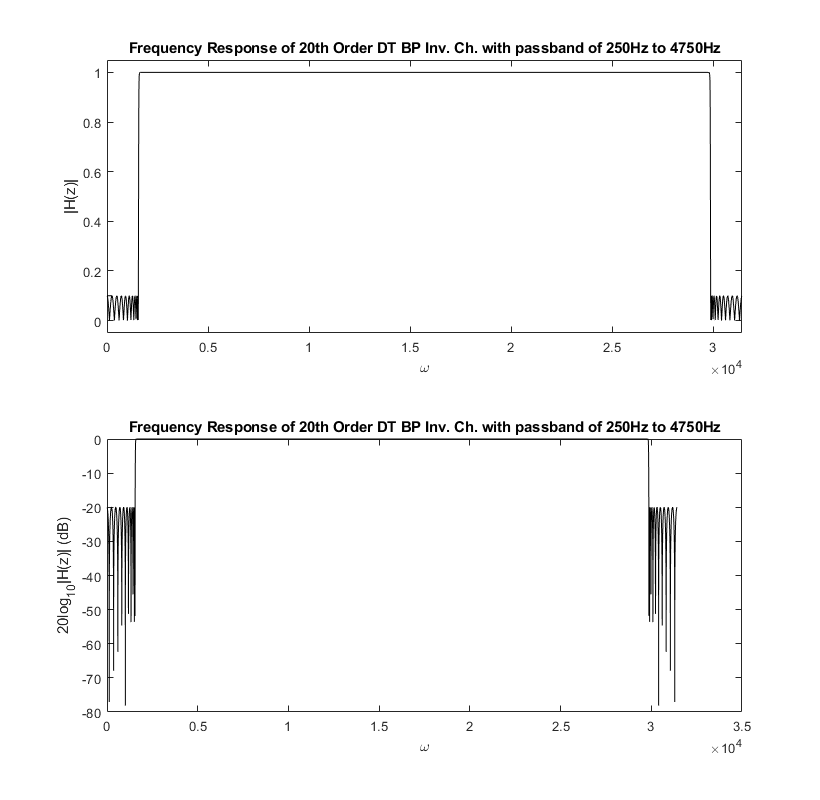 Frequency Response of 20th Order DT BP Inv. Ch. with passband of 250Hz to 4750Hz
1
0.8
0.6
0.4
0.2
0
|H(z)|
0 0.5 1 1.5 2 2.5 3
ω
×10^4
Frequency Response of 20th Order DT BP Inv. Ch. with passband of 250Hz to 4750Hz
0
-10
-20
-30
-40
-50
-60
-70
-80
20log_10|H(z)| (dB)
0 0.5 1 1.5 2 2.5 3 3.5
ω
×10^4